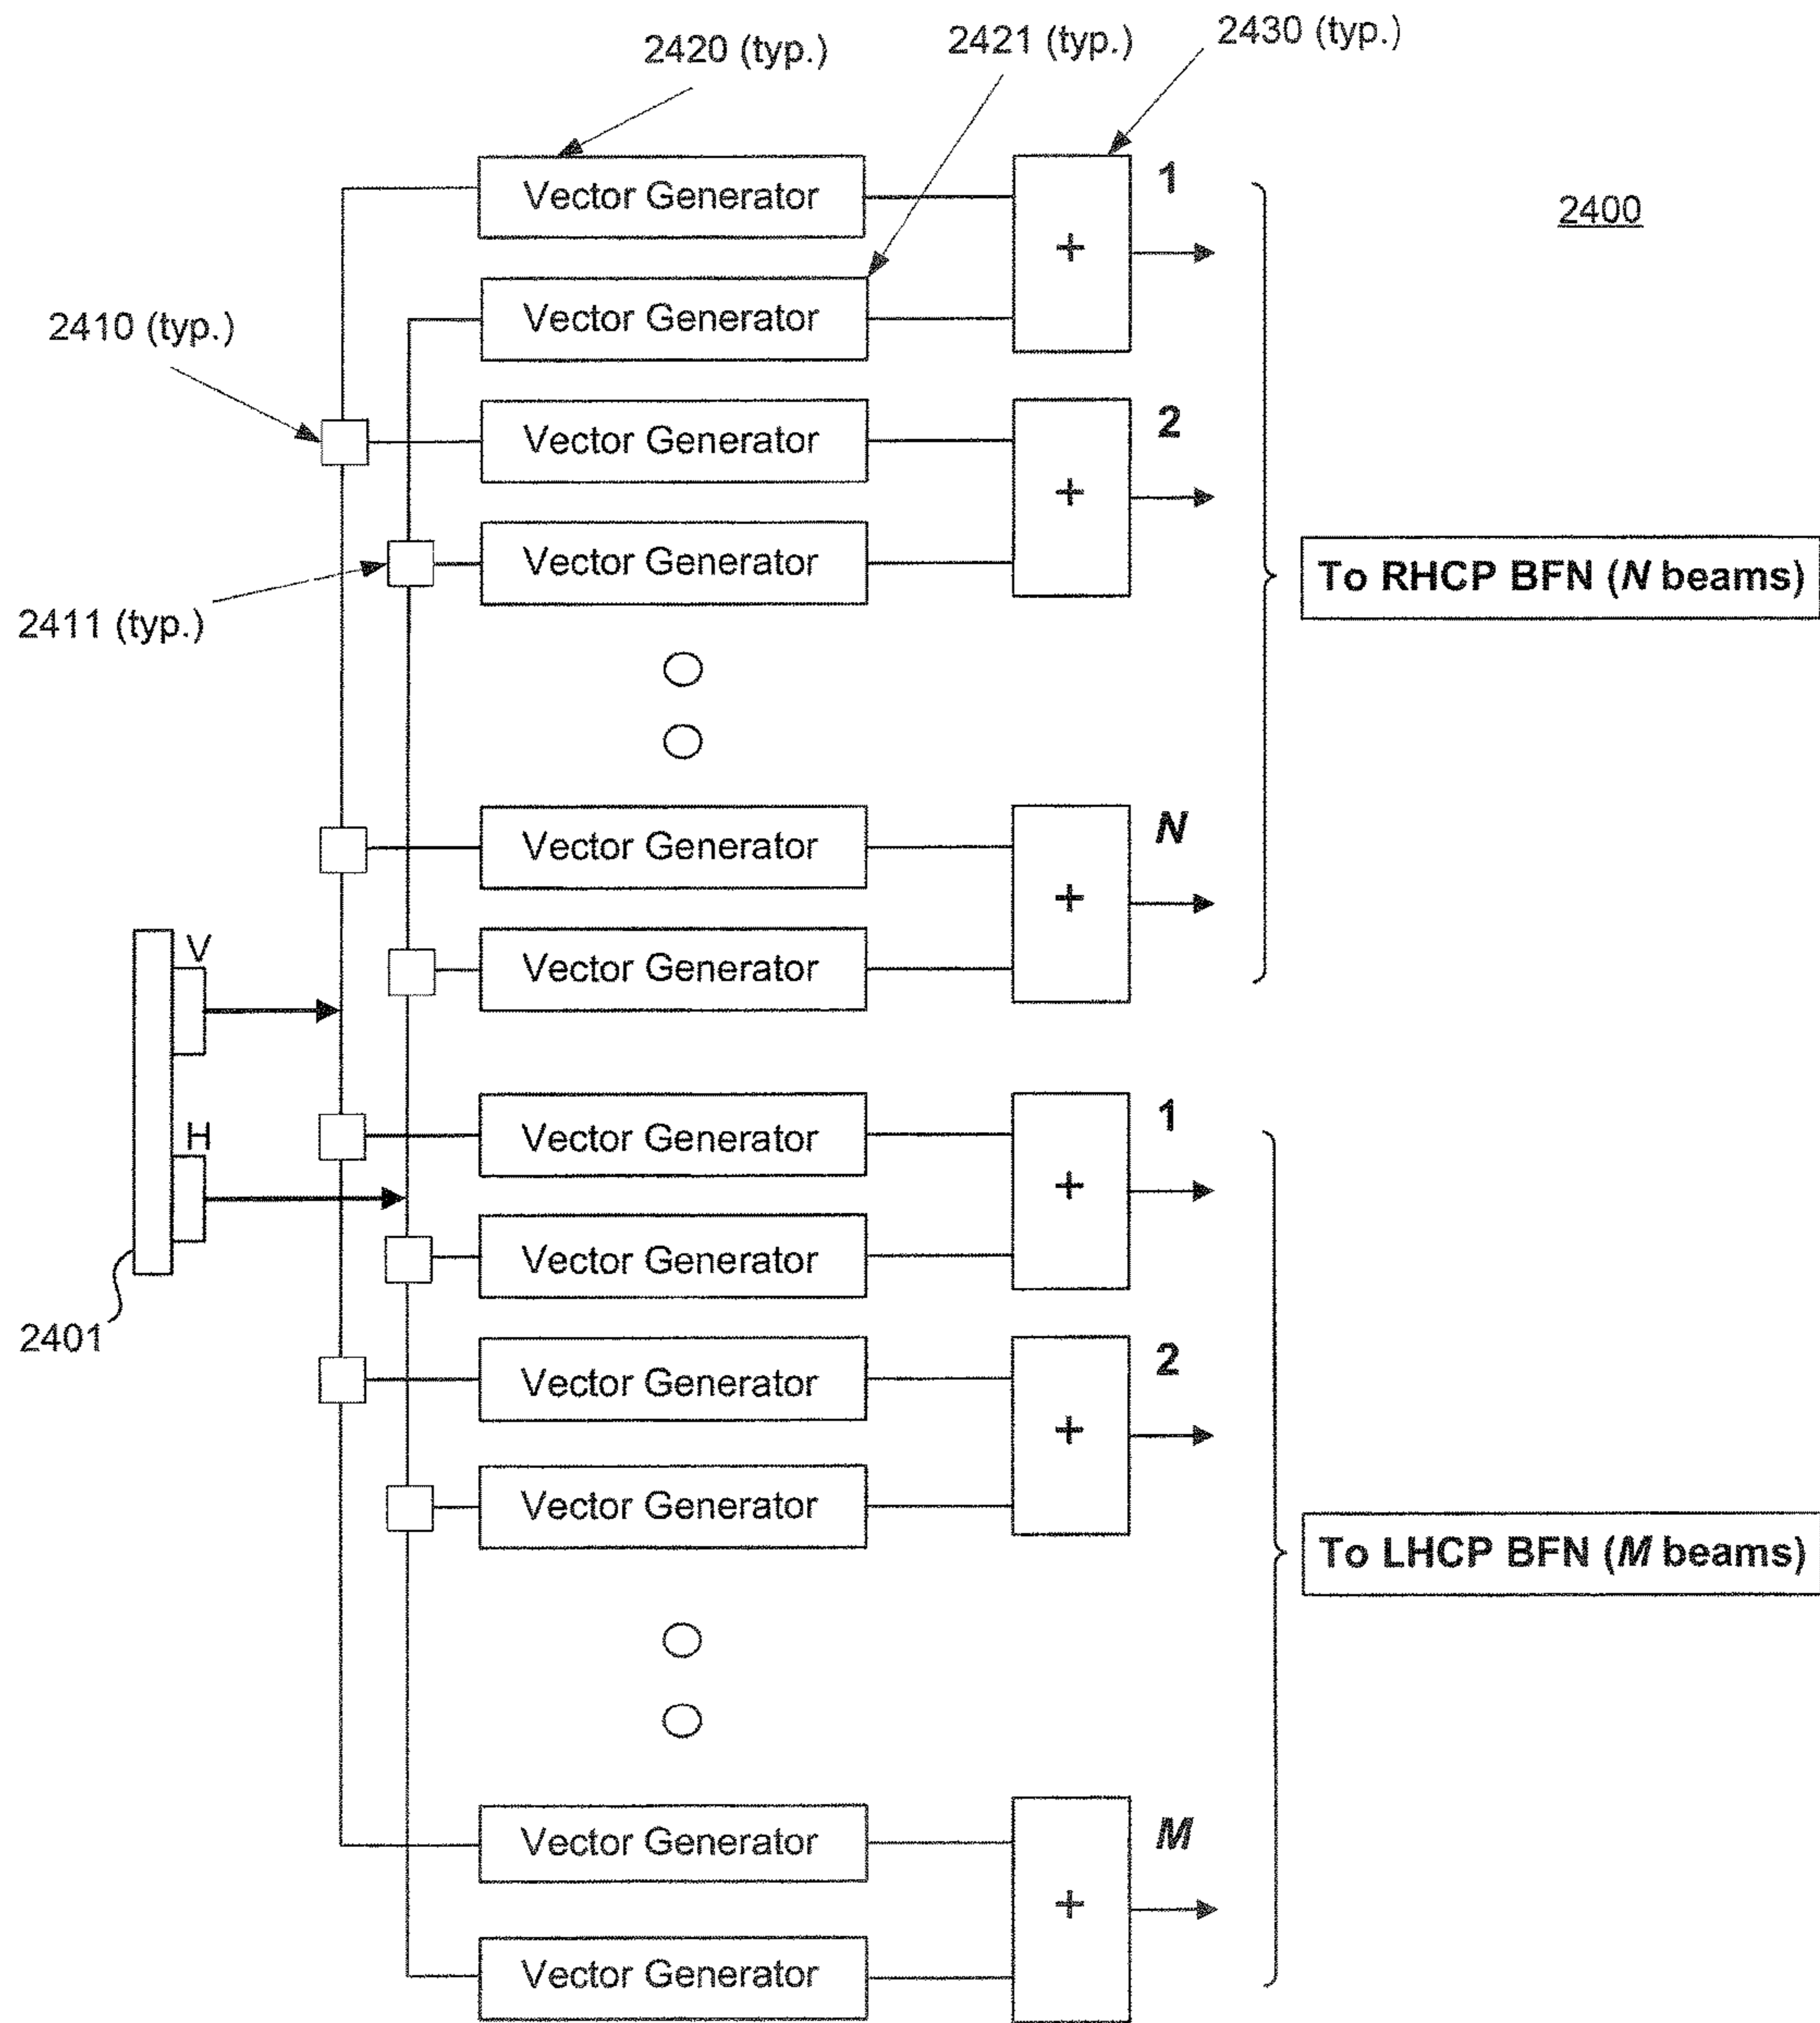 2420 (typ.)
2421 (typ.)
2430 (typ.)
Vector Generator
+
1
2400
Vector Generator
2410 (typ.)
Vector Generator
+
2
Vector Generator
2411 (typ.)
To RHCP BFN (N beams)
Vector Generator
+
N
Vector Generator
V
H
2401
Vector Generator
+
1
Vector Generator
Vector Generator
+
2
Vector Generator
To LHCP BFN (M beams)
Vector Generator
+
M
Vector Generator